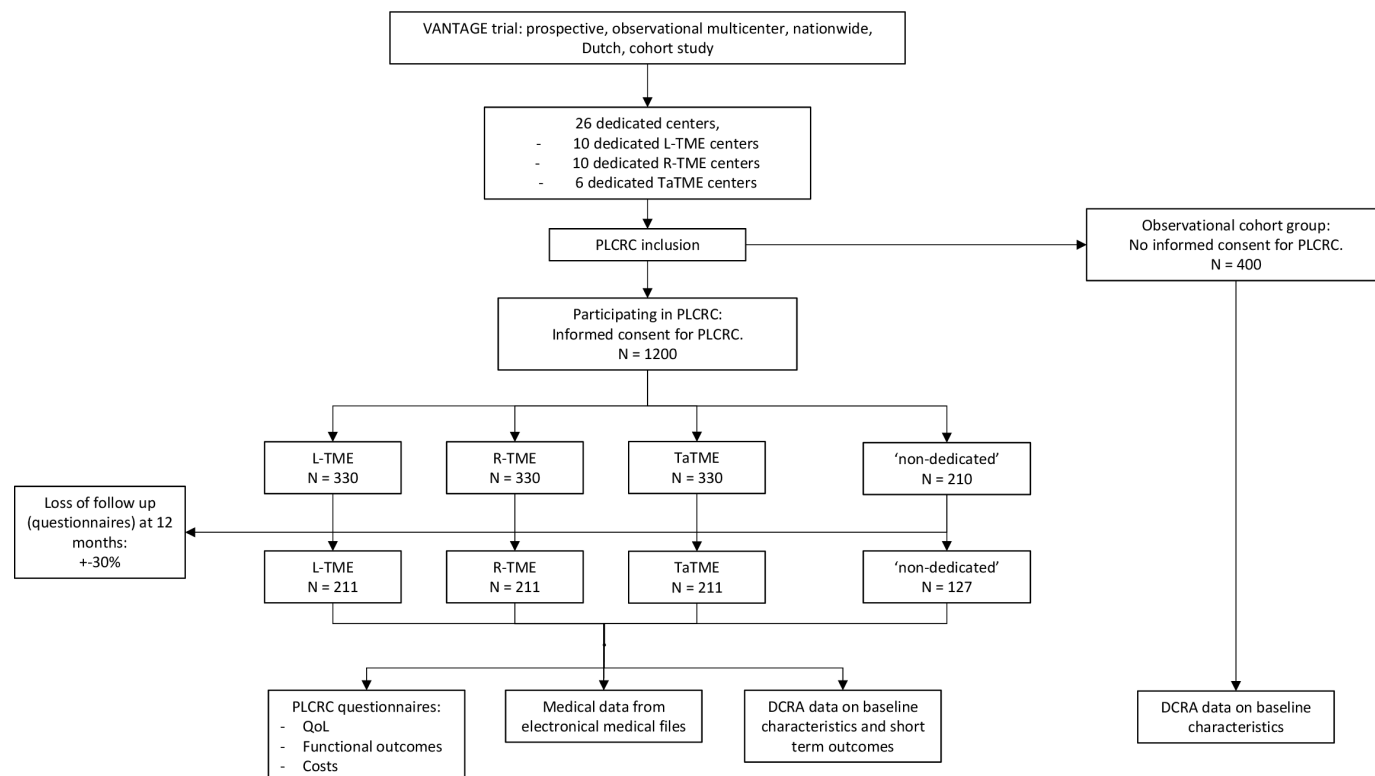 VANTAGE trial: prospective, observational multicenter, nationwide,
Dutch, cohort study
26 dedicated centers,
- 10 dedicated L-TME centers
- 10 dedicated R-TME centers
- 6 dedicated TaTME centers
PLCRC inclusion
Observational cohort group:
No informed consent for PLCRC.
N = 400
Participating in PLCRC:
Informed consent for PLCRC.
N = 1200
L-TME
N = 330
R-TME
N = 330
TaTME
N = 330
‘non-dedicated’
N = 210
Loss of follow up
(questionnaires) at 12
months:
+-30%
L-TME
N = 211
R-TME
N = 211
TaTME
N = 211
‘non-dedicated’
N = 127
PLCRC questionnaires:
- QoL
- Functional outcomes
- Costs
Medical data from
electronical medical files
DCRA data on baseline
characteristics and short
term outcomes
DCRA data on baseline
characteristics